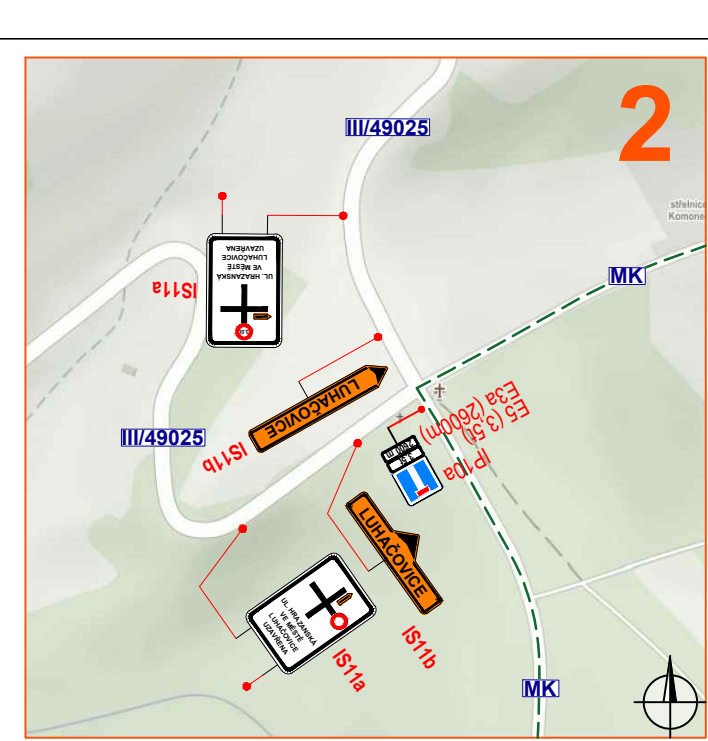 2
III/49025
střelnice
Komonec
MK
UL. HRAZANSKÁ
VE MĚSTĚ
LUHAČOVICE
UZAVŘENA
IS11a
LUHAČOVICE
IS11b
III/49025
E5 (3,5t)
E3a (2600m)
IP10a
2600 m
LUHAČOVICE
IS11b
UL. HRAZANSKÁ
VE MĚSTĚ
LUHAČOVICE
UZAVŘENA
IS11a
MK